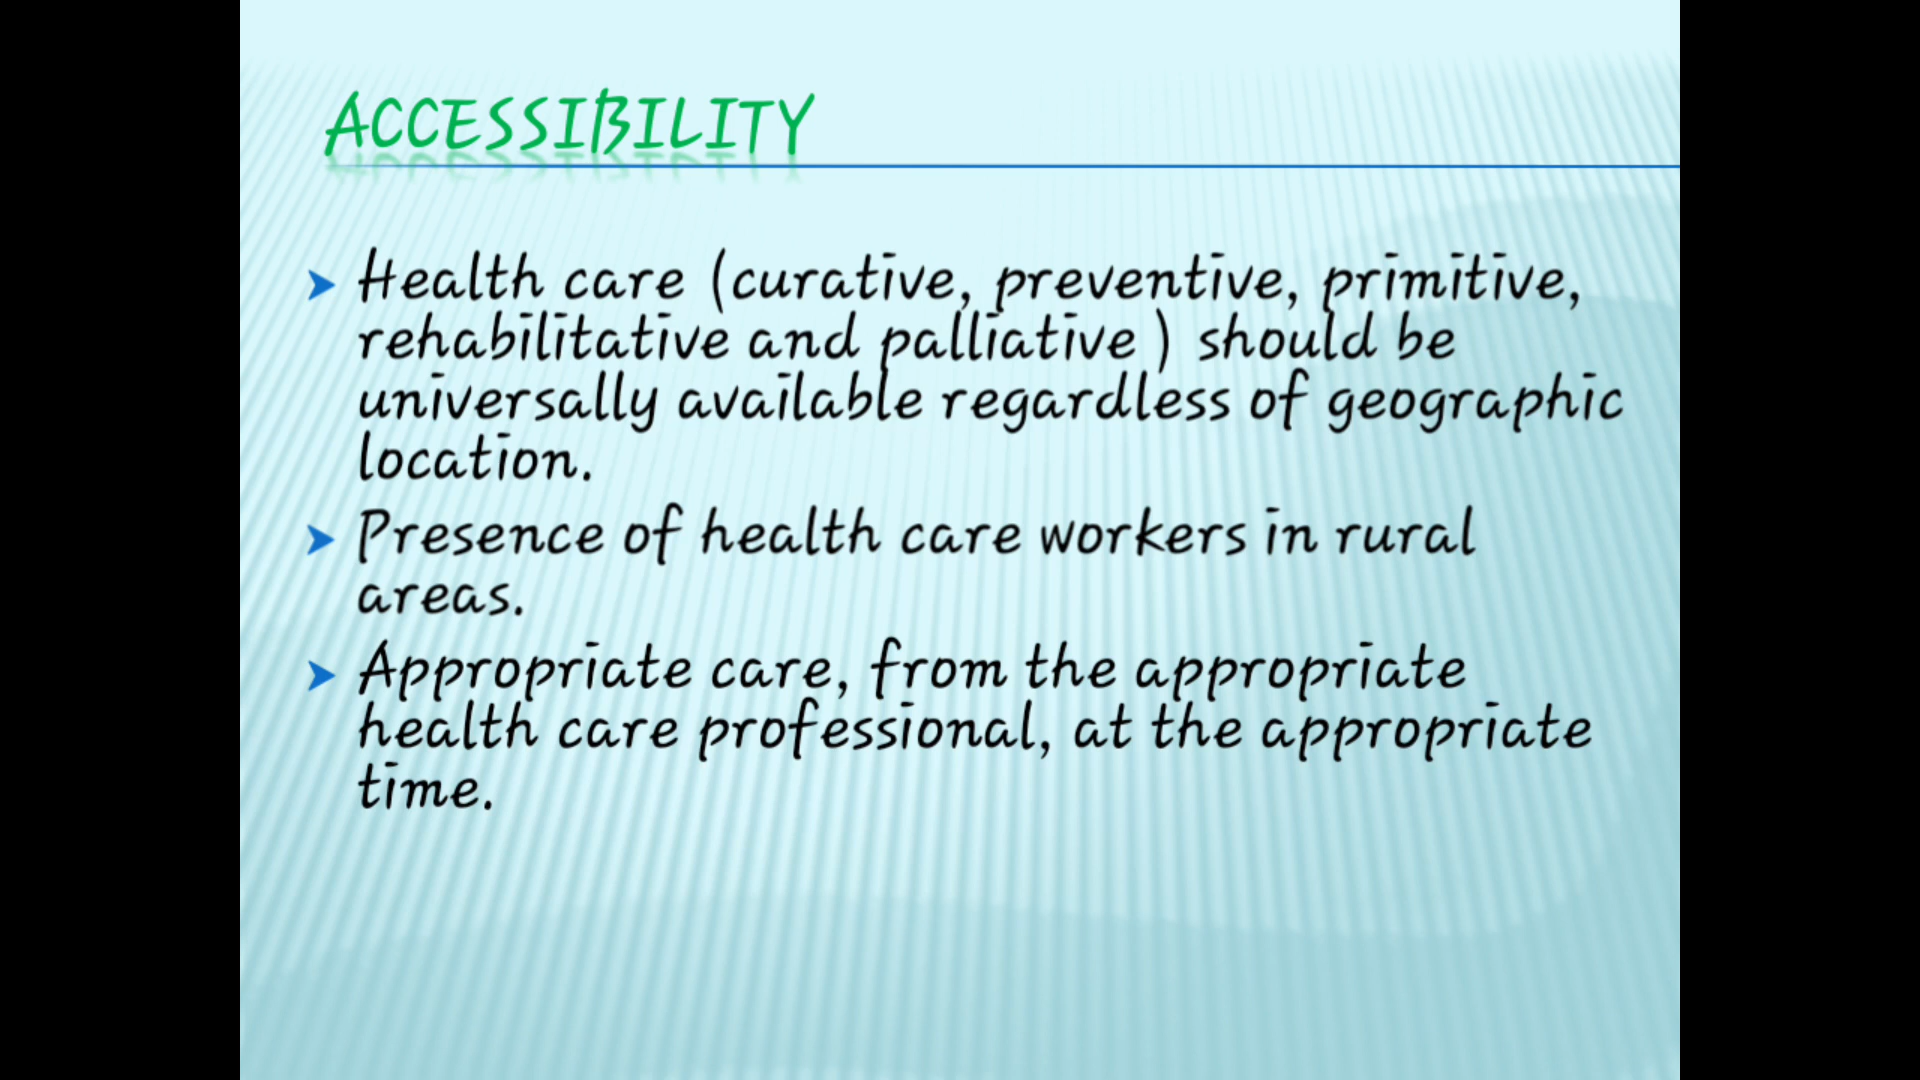 ACCESSIBILITY
Health care (curative, preventive, primitive,
rehabilitative and palliative ) should be
universally available regardless of geographic
location.
Presence of health care workers in rural
areas.
Appropriate care, from the appropriate
health care professional, at the appropriate
time.